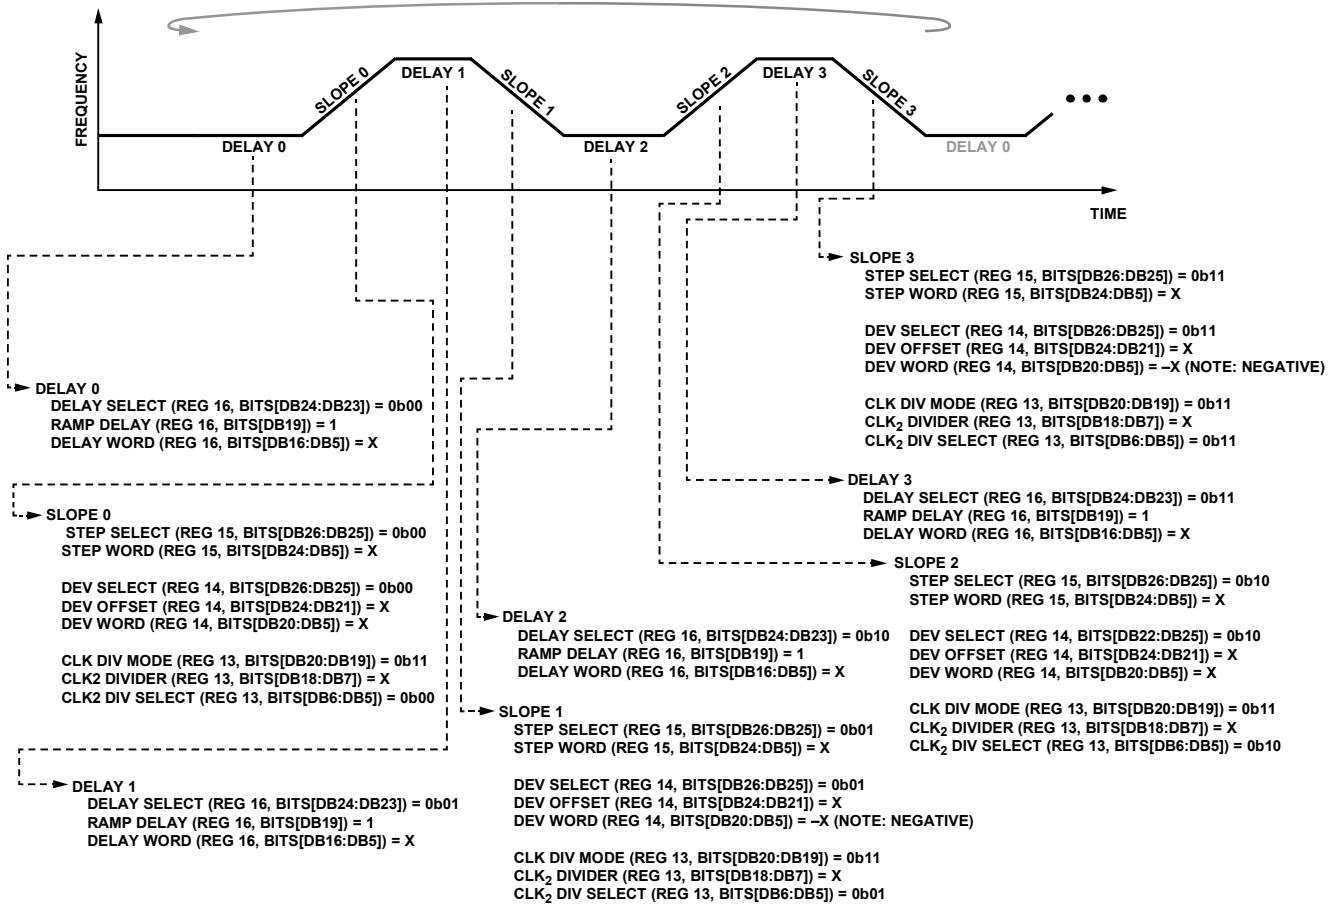 FREQUENCY
SLOPE 0
DELAY 1
SLOPE 1
SLOPE 2
DELAY 3
SLOPE 3
DELAY 0
DELAY 2
DELAY 0
TIME
DELAY 0
DELAY SELECT (REG 16, BITS[DB24:DB23]) = 0b00
RAMP DELAY (REG 16, BITS[DB19]) = 1
DELAY WORD (REG 16, BITS[DB16:DB5]) = X
SLOPE 0
STEP SELECT (REG 15, BITS[DB26:DB25]) = 0b00
STEP WORD (REG 15, BITS[DB24:DB5]) = X
DEV SELECT (REG 14, BITS[DB26:DB25]) = 0b00
DEV OFFSET (REG 14, BITS[DB24:DB21]) = X
DEV WORD (REG 14, BITS[DB20:DB5]) = X
CLK DIV MODE (REG 13, BITS[DB20:DB19]) = 0b11
CLK2 DIVIDER (REG 13, BITS[DB18:DB7]) = X
CLK2 DIV SELECT (REG 13, BITS[DB6:DB5]) = 0b00
DELAY 1
DELAY SELECT (REG 16, BITS[DB24:DB23]) = 0b01
RAMP DELAY (REG 16, BITS[DB19]) = 1
DELAY WORD (REG 16, BITS[DB16:DB5]) = X
DELAY 2
DELAY SELECT (REG 16, BITS[DB24:DB23]) = 0b10
RAMP DELAY (REG 16, BITS[DB19]) = 1
DELAY WORD (REG 16, BITS[DB16:DB5]) = X
SLOPE 1
STEP SELECT (REG 15, BITS[DB26:DB25]) = 0b01
STEP WORD (REG 15, BITS[DB24:DB5]) = X
DEV SELECT (REG 14, BITS[DB26:DB25]) = 0b01
DEV OFFSET (REG 14, BITS[DB24:DB21]) = X
DEV WORD (REG 14, BITS[DB20:DB5]) = –X (NOTE: NEGATIVE)
CLK DIV MODE (REG 13, BITS[DB20:DB19]) = 0b11
CLK₂ DIVIDER (REG 13, BITS[DB18:DB7]) = X
CLK₂ DIV SELECT (REG 13, BITS[DB6:DB5]) = 0b01
SLOPE 3
STEP SELECT (REG 15, BITS[DB26:DB25]) = 0b11
STEP WORD (REG 15, BITS[DB24:DB5]) = X
DEV SELECT (REG 14, BITS[DB26:DB25]) = 0b11
DEV OFFSET (REG 14, BITS[DB24:DB21]) = X
DEV WORD (REG 14, BITS[DB20:DB5]) = –X (NOTE: NEGATIVE)
CLK DIV MODE (REG 13, BITS[DB20:DB19]) = 0b11
CLK₂ DIVIDER (REG 13, BITS[DB18:DB7]) = X
CLK₂ DIV SELECT (REG 13, BITS[DB6:DB5]) = 0b11
DELAY 3
DELAY SELECT (REG 16, BITS[DB24:DB23]) = 0b11
RAMP DELAY (REG 16, BITS[DB19]) = 1
DELAY WORD (REG 16, BITS[DB16:DB5]) = X
SLOPE 2
STEP SELECT (REG 15, BITS[DB26:DB25]) = 0b10
STEP WORD (REG 15, BITS[DB24:DB5]) = X
DEV SELECT (REG 14, BITS[DB22:DB25]) = 0b10
DEV OFFSET (REG 14, BITS[DB24:DB21]) = X
DEV WORD (REG 14, BITS[DB20:DB5]) = X
CLK DIV MODE (REG 13, BITS[DB20:DB19]) = 0b11
CLK₂ DIVIDER (REG 13, BITS[DB18:DB7]) = X
CLK₂ DIV SELECT (REG 13, BITS[DB6:DB5]) = 0b10